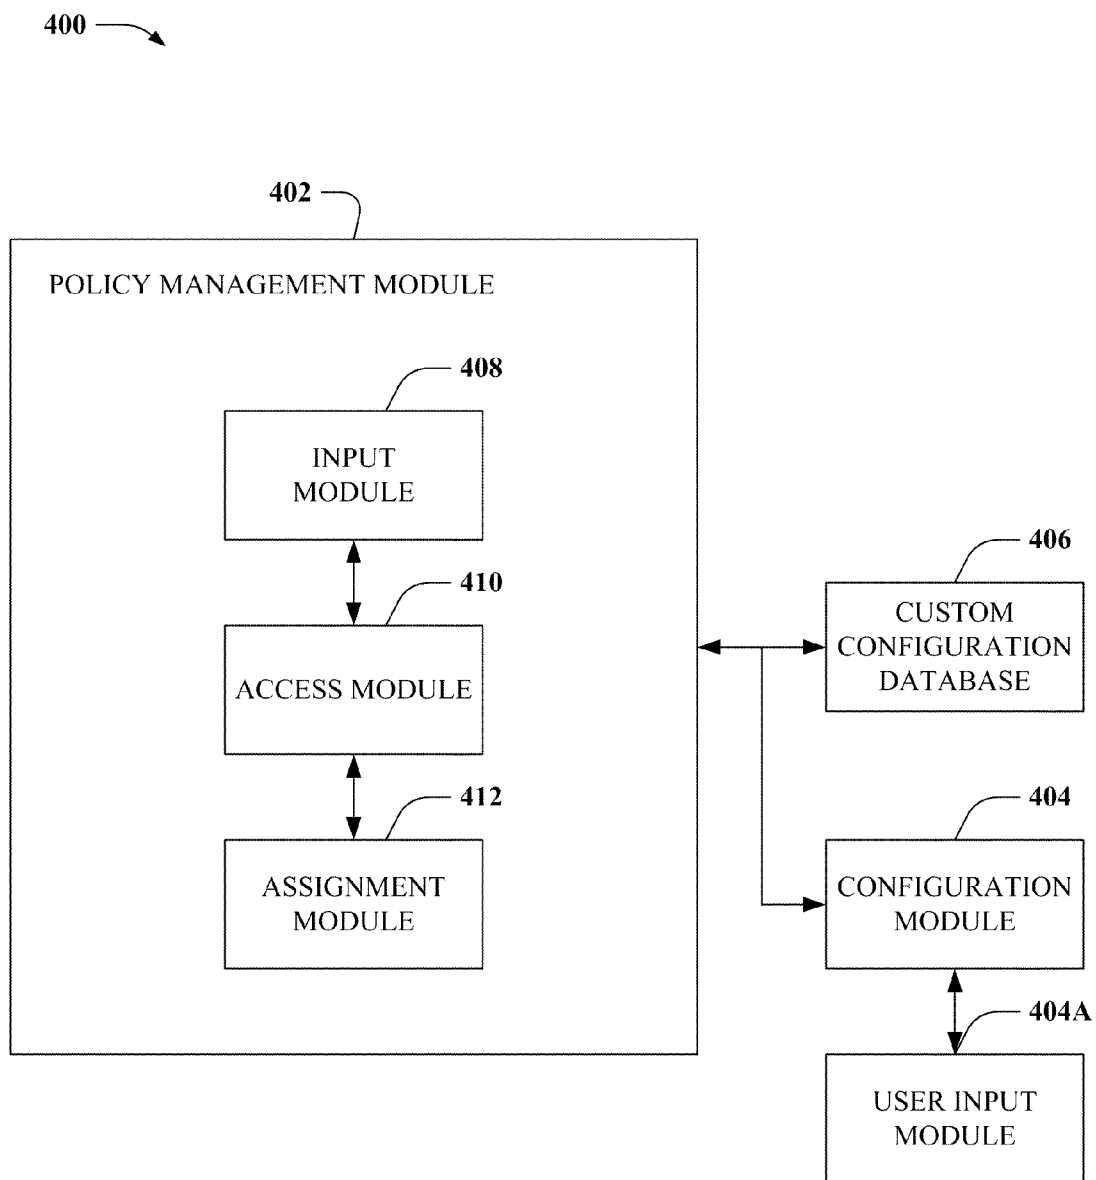 400
402
POLICY MANAGEMENT MODULE
408
INPUT
MODULE
410
ACCESS MODULE
412
ASSIGNMENT
MODULE
406
CUSTOM
CONFIGURATION
DATABASE
404
CONFIGURATION
MODULE
404A
USER INPUT
MODULE